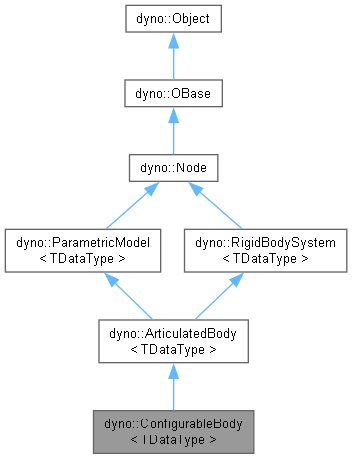 dyno::Object
dyno::OBase
dyno::Node
dyno::ParametricModel
< TDataType >
dyno::RigidBodySystem
< TDataType >
dyno::ArticulatedBody
< TDataType >
dyno::ConfigurableBody
< TDataType >